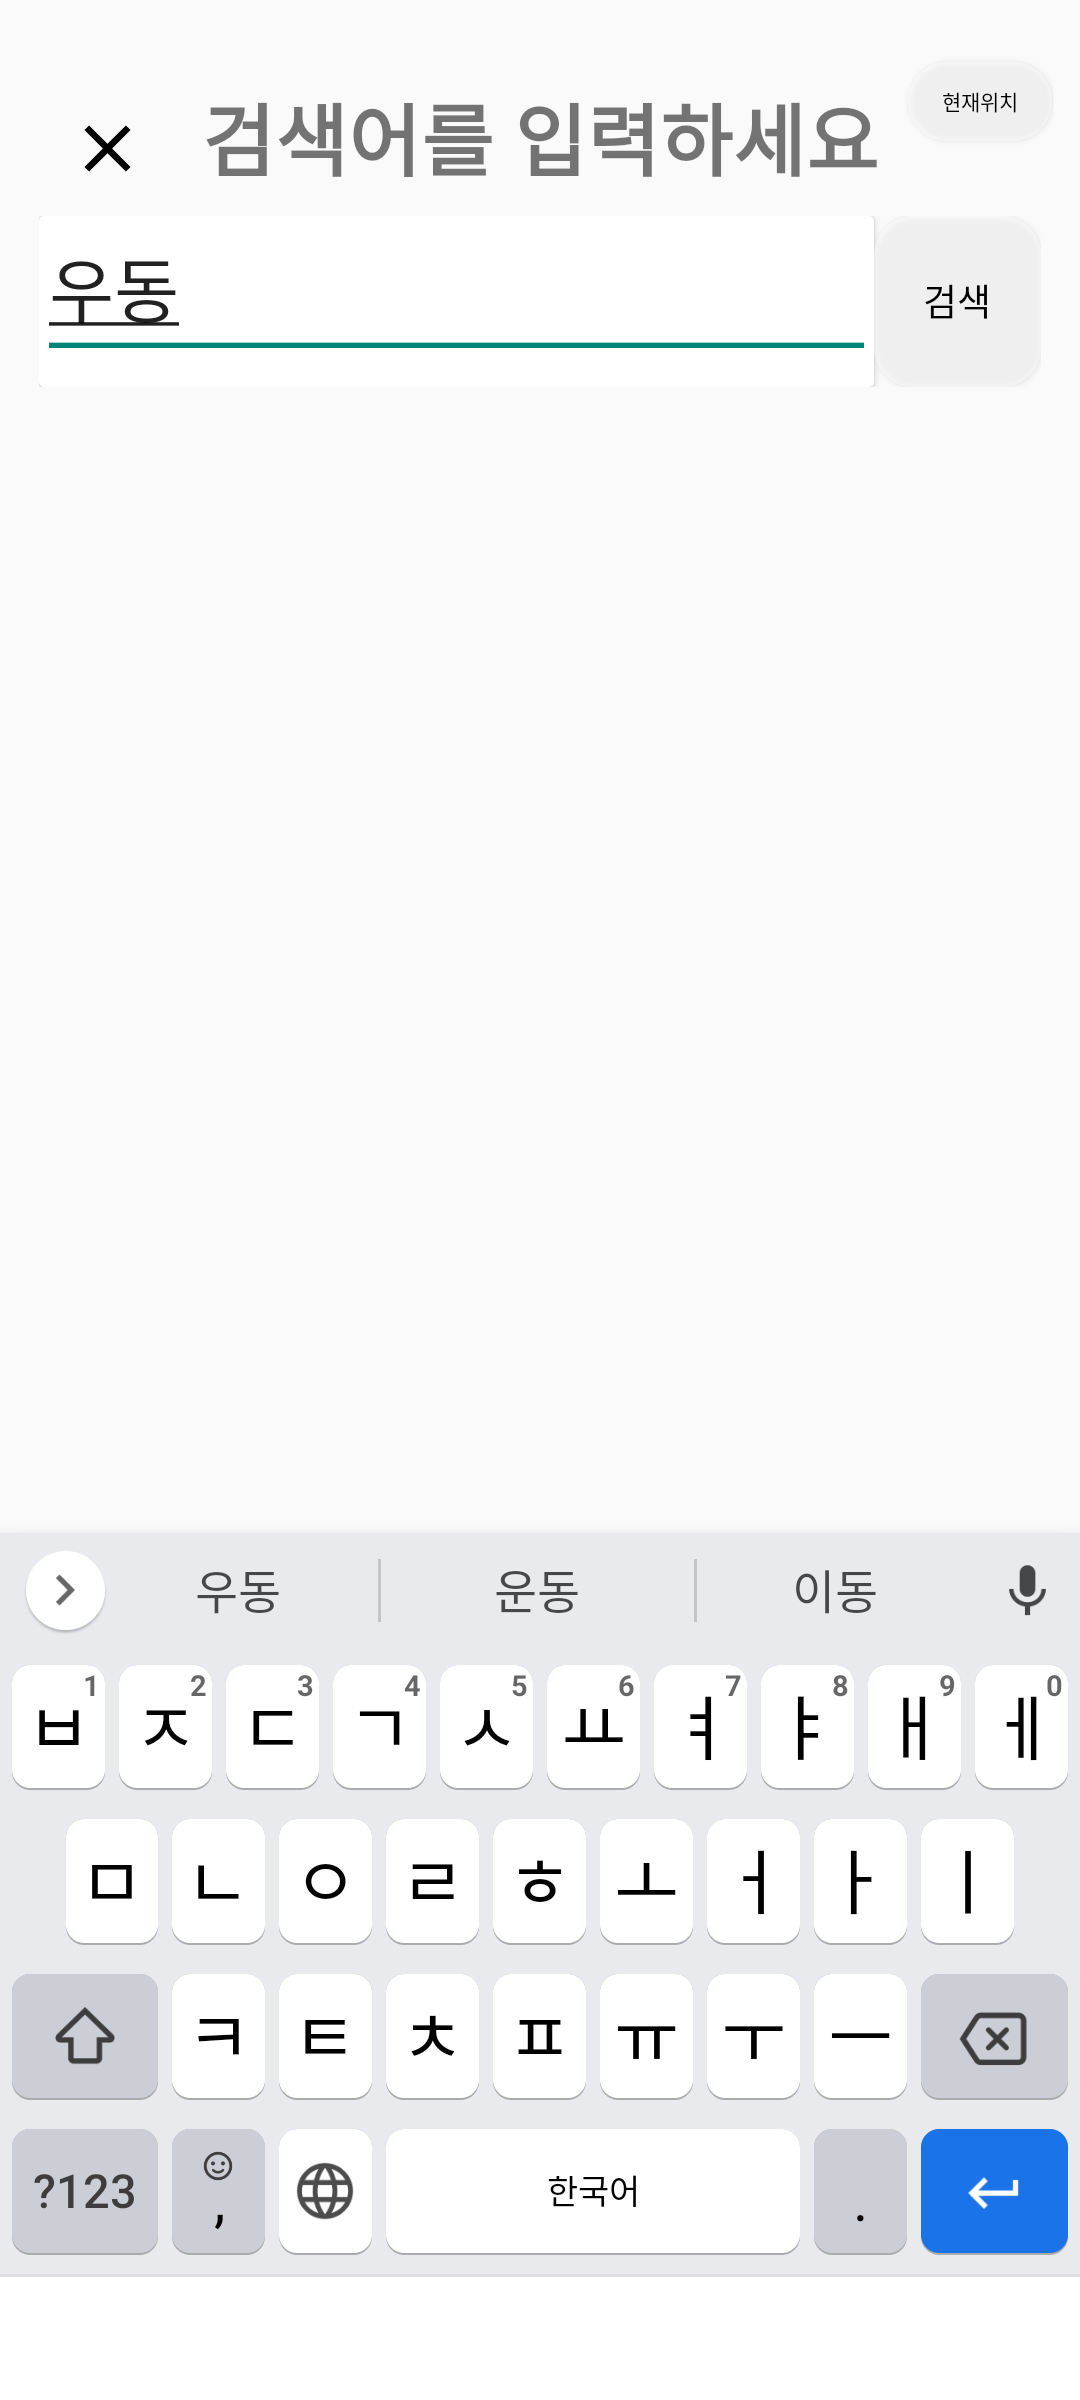 검색어를 입력하세요
현재위치
우동
검색
우동 운동 이동
1 2 3 4 5 6 7 8 9 0
ㅂ ㅈ ㄷ ㄱ ㅅ ㅛ ㅕ ㅑ ㅐ ㅔ
ㅁ ㄴ ㅇ ㄹ ㅎ ㅗ ㅓ ㅏ ㅣ
ㅋ ㅌ ㅊ ㅍ ㅠ ㅜ ㅡ
?123 , 한국어 .